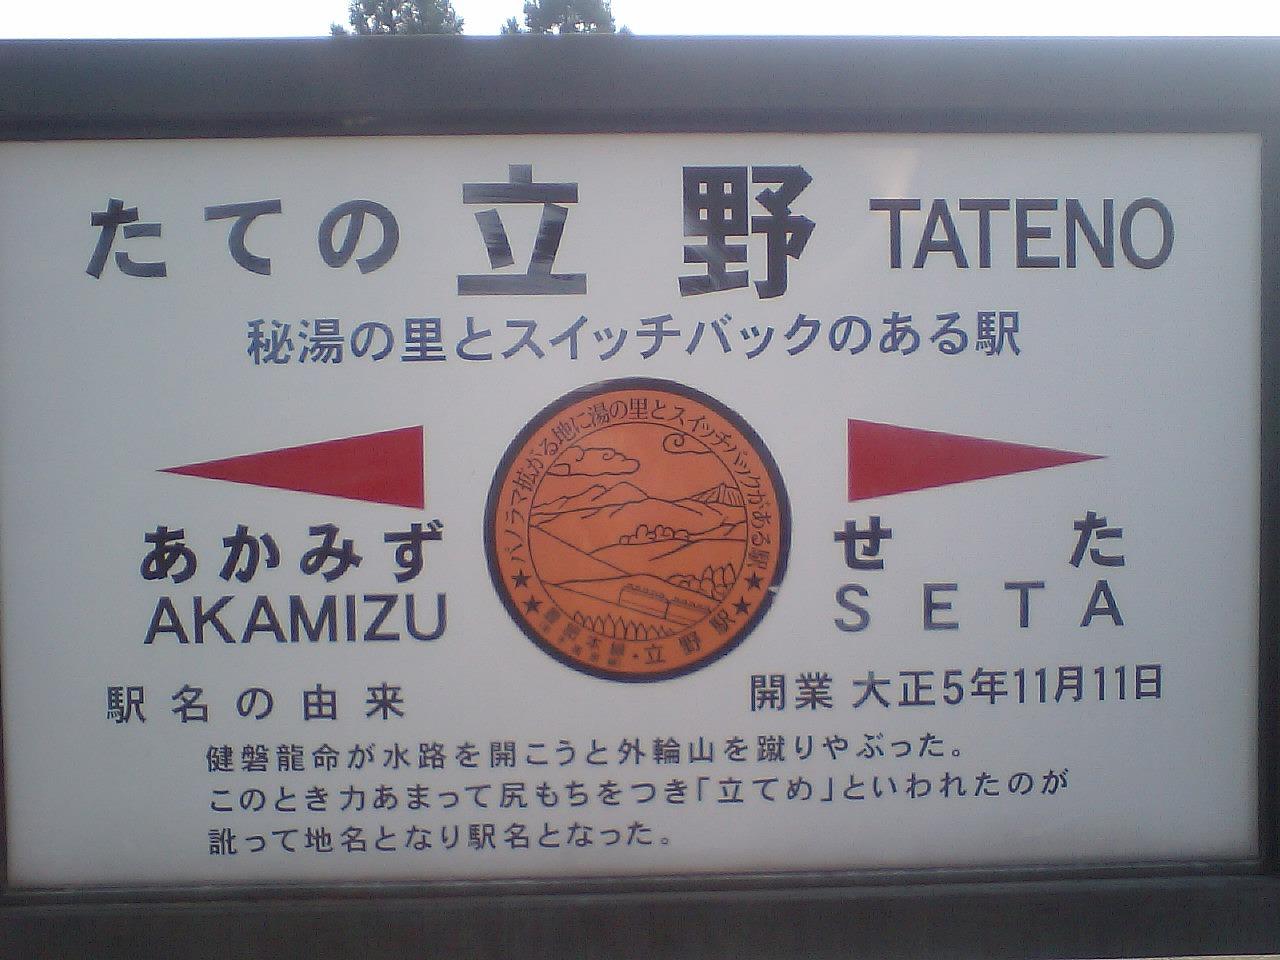 たての 立野 TATENO
秘湯の里とスイッチバックのある駅
パノラマ拡がる地に湯の里とスイッチバックがある駅
・立野駅
あかみず
AKAMIZU
せた
SETA
駅名の由来
開業 大正5年11月11日
健磐龍命が水路を開こうと外輪山を蹴りやぶった。
このとき力あまって尻もちをつき「立てめ」といわれたのが
訛って地名となり駅名となった。